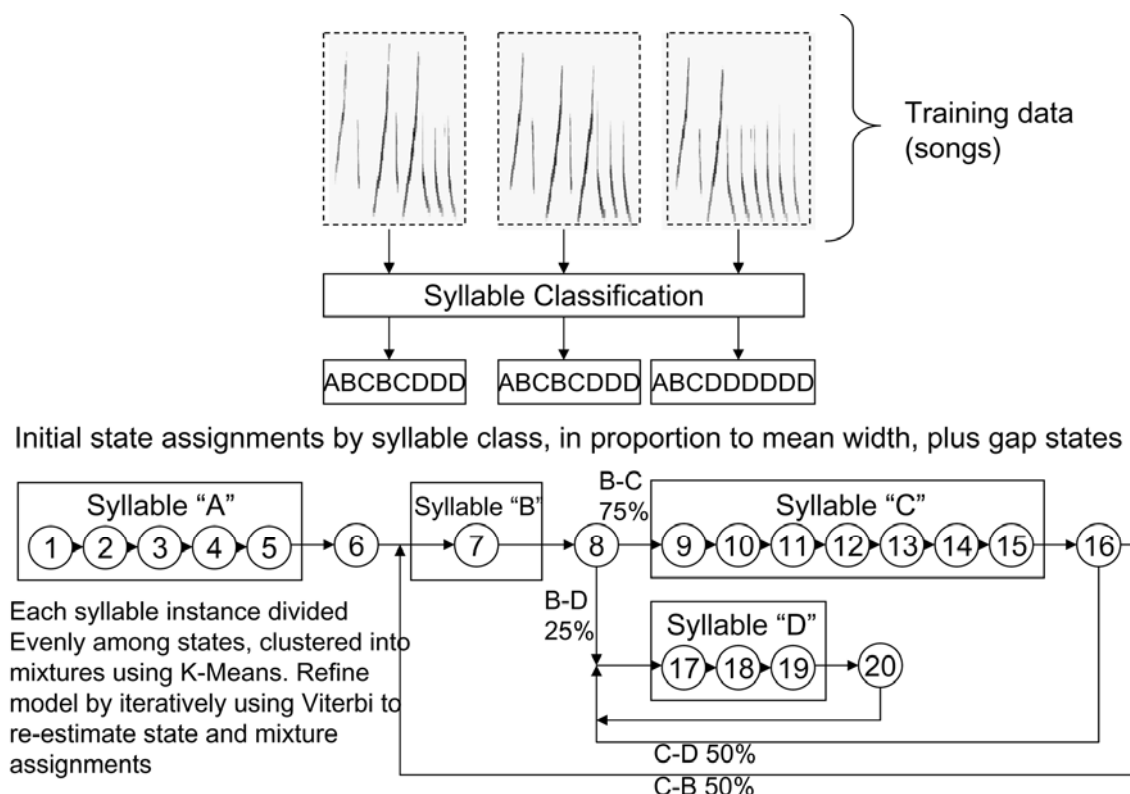 Training data
(songs)
Syllable Classification
ABCBCDDD
ABCBCDDD
ABCDDDDDD
Initial state assignments by syllable class, in proportion to mean width, plus gap states
Syllable “A”
1 2 3 4 5
6
Syllable “B”
7
8
B-C
75%
Syllable “C”
9 10 11 12 13 14 15
16
B-D
25%
Syllable “D”
17 18 19
20
Each syllable instance divided
Evenly among states, clustered into
mixtures using K-Means. Refine
model by iteratively using Viterbi to
re-estimate state and mixture
assignments
C-D 50%
C-B 50%